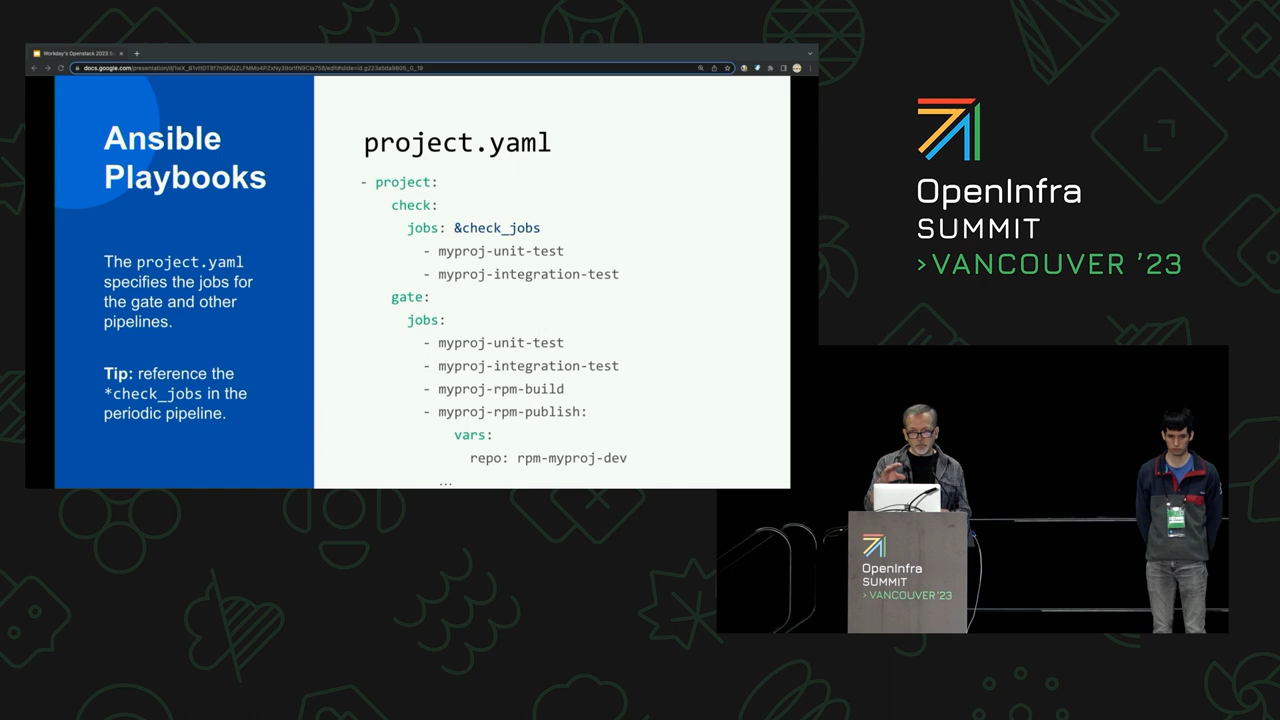 Workday's Openstack 2023 S
Ansible
Playbooks
The project.yaml
specifies the jobs for
the gate and other
pipelines.
Tip: reference the
*check_jobs in the
periodic pipeline.
project.yaml
- project:
check:
jobs: &check_jobs
- myproj-unit-test
- myproj-integration-test
gate:
jobs:
- myproj-unit-test
- myproj-integration-test
- myproj-rpm-build
- myproj-rpm-publish:
vars:
repo: rpm-myproj-dev
...
OpenInfra
SUMMIT
>VANCOUVER '23
OpenInfra
SUMMIT
>VANCOUVER '23